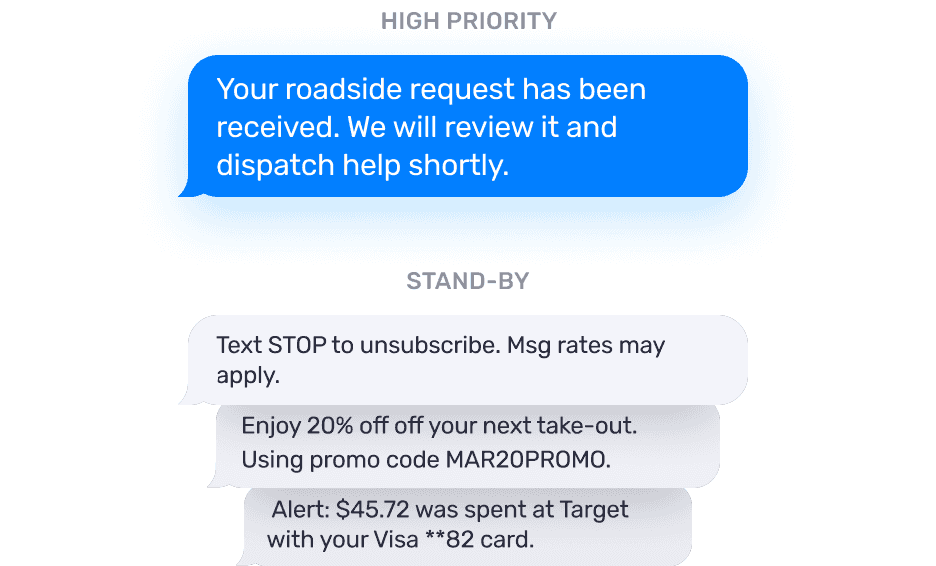 HIGH PRIORITY
Your roadside request has been
received. We will review it and
dispatch help shortly.
STAND-BY
Text STOP to unsubscribe. Msg rates may
apply.
Enjoy 20% off off your next take-out.
Using promo code MAR20PROMO.
Alert: $45.72 was spent at Target
with your Visa **82 card.